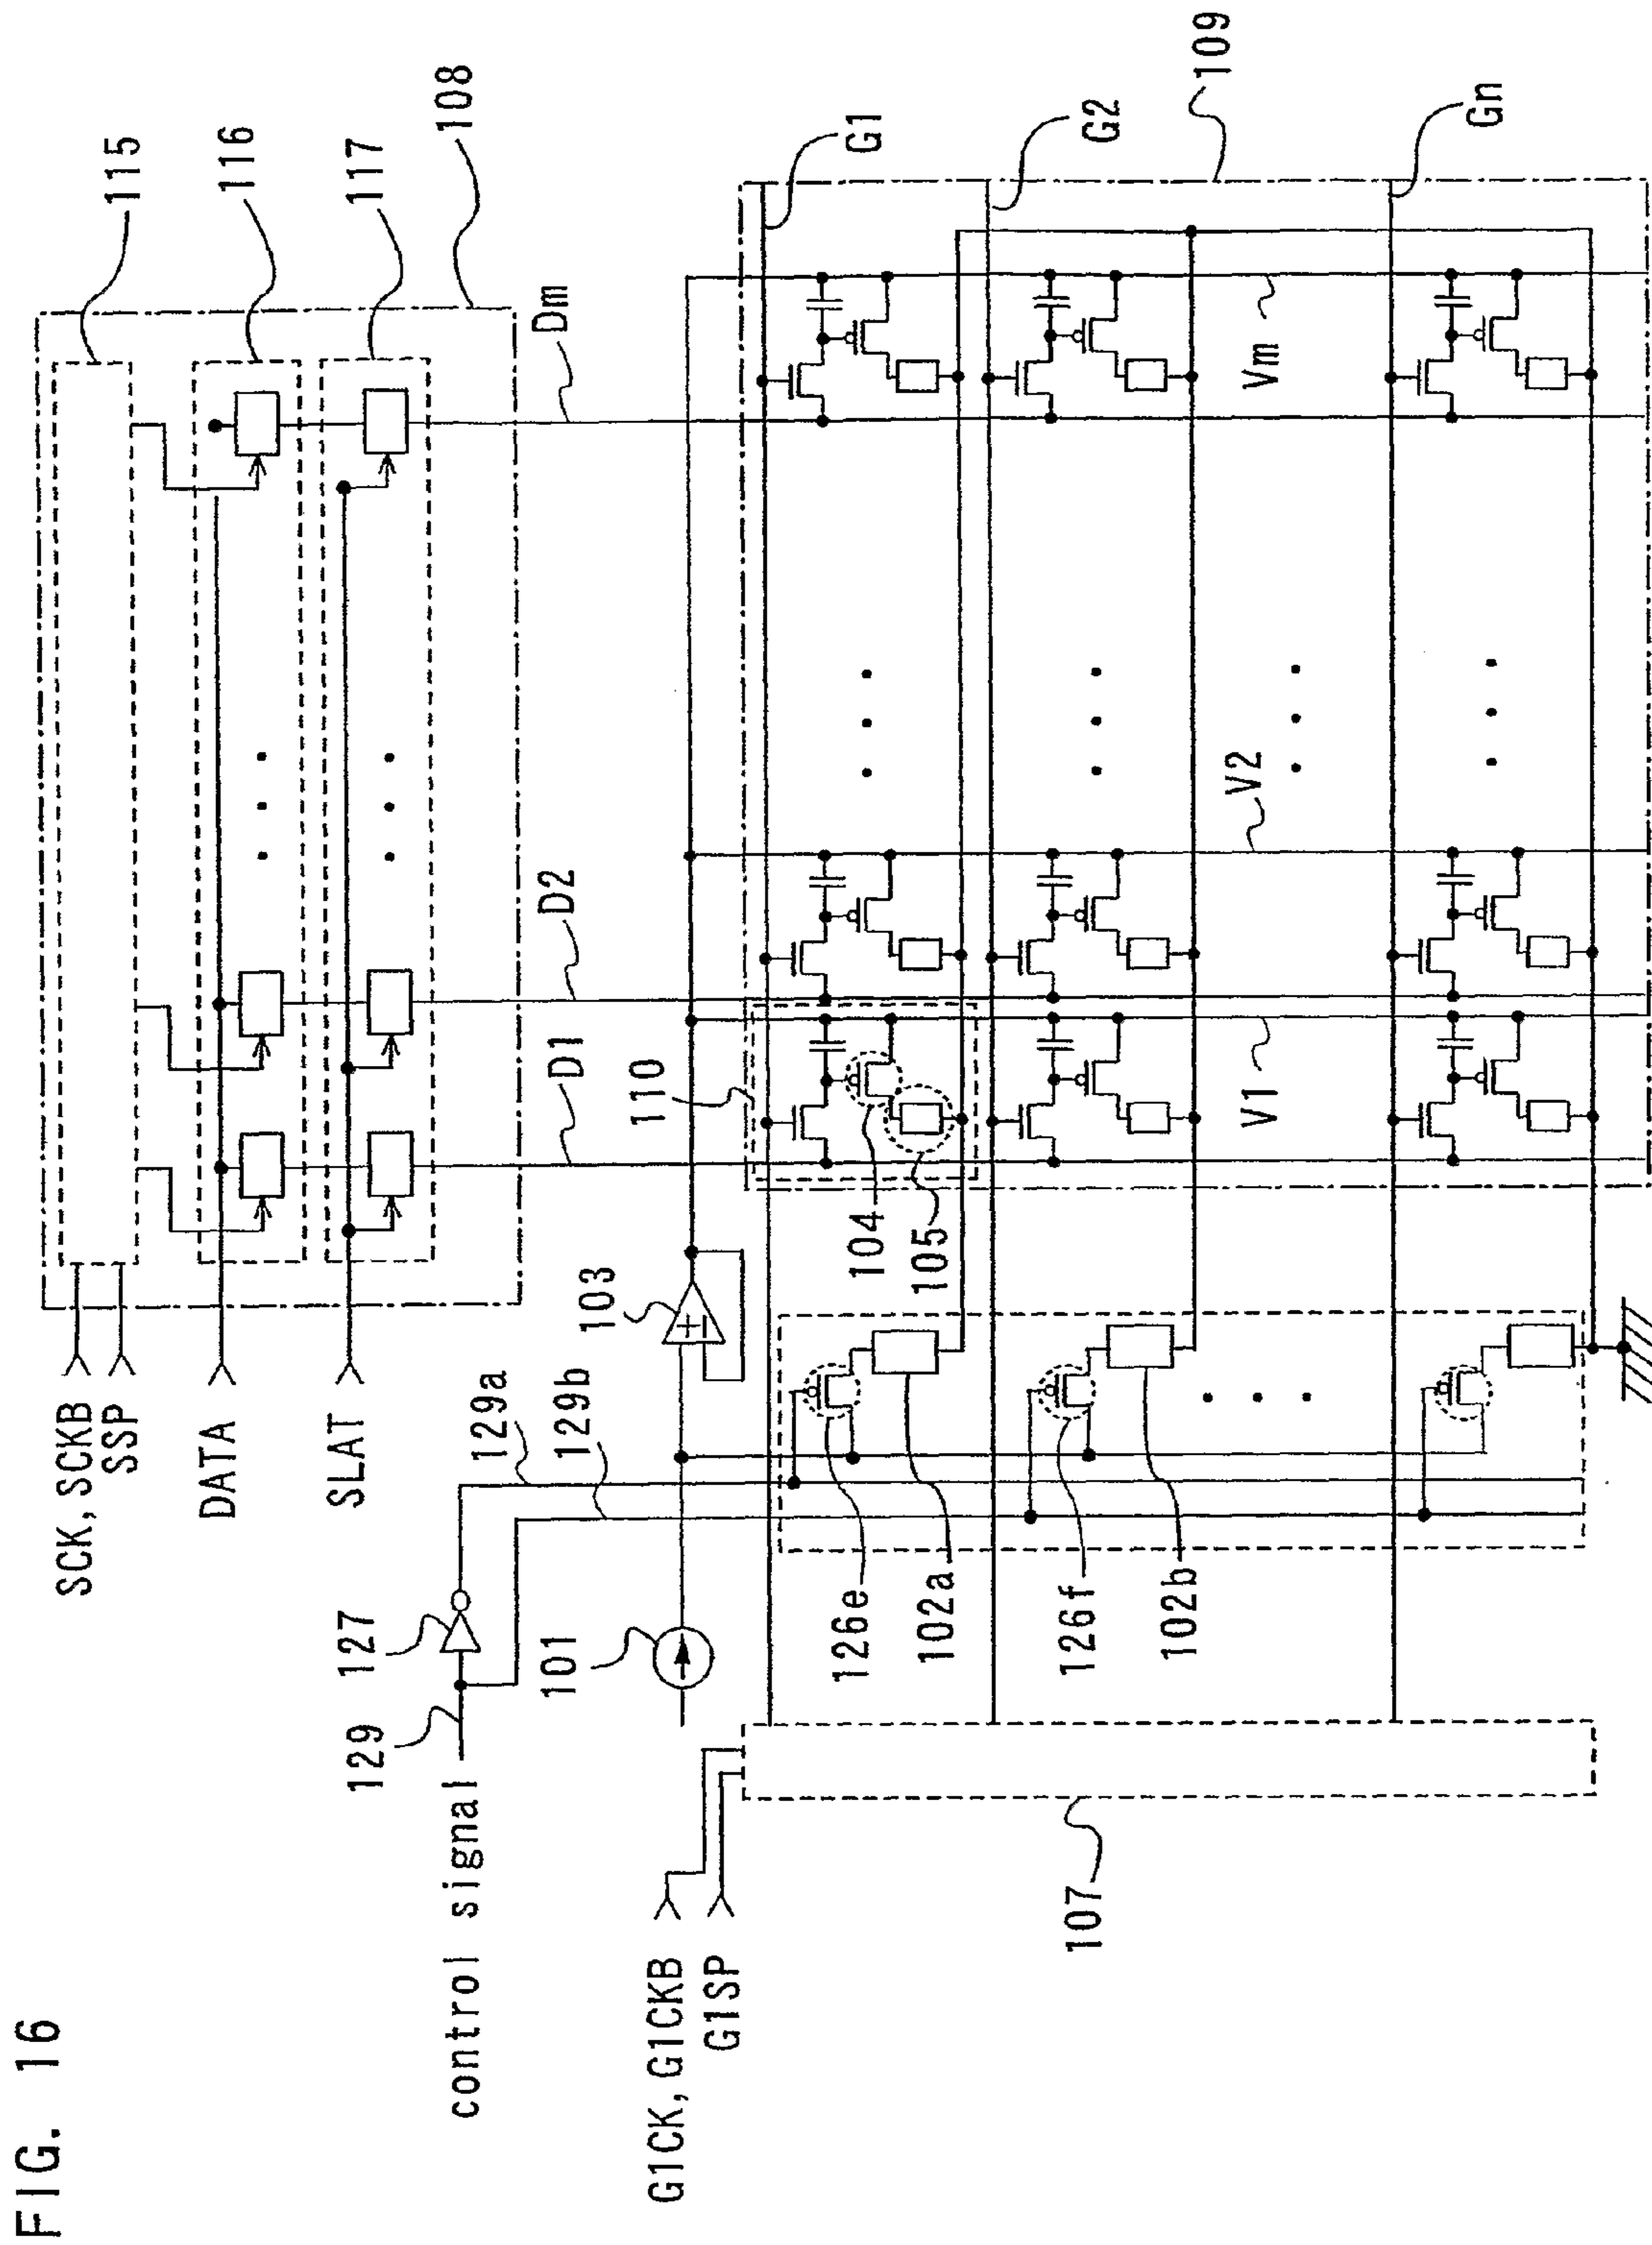 FIG. 16
115
116
117
108
SCK, SCKB
SSP
DATA
SLAT
Dm
D2
D1
control signal
129
127
129a
129b
103
101
110
G1
G2
109
Gn
G1CK, G1CKB
G1SP
104
105
126e
102a
126f
102b
V1
V2
Vm
107